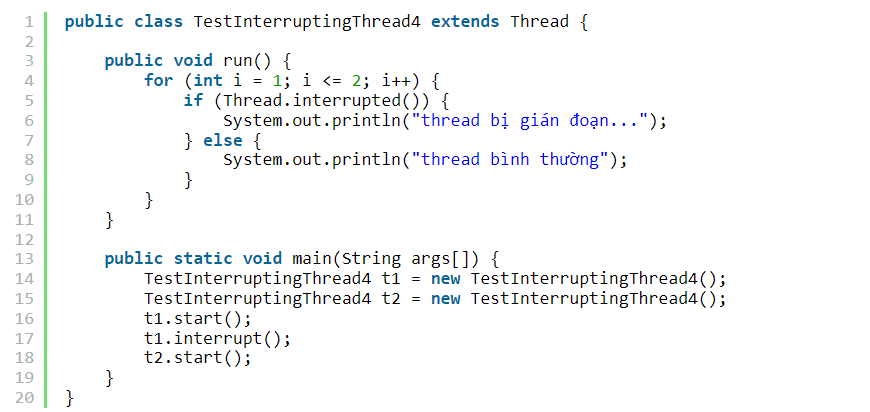 1 public class TestInterruptingThread4 extends Thread {
2
3 public void run() {
4 for (int i = 1; i <= 2; i++) {
5 if (Thread.interrupted()) {
6 System.out.println("thread bị gián đoạn...");
7 } else {
8 System.out.println("thread bình thường");
9 }
10 }
11 }
12
13 public static void main(String args[]) {
14 TestInterruptingThread4 t1 = new TestInterruptingThread4();
15 TestInterruptingThread4 t2 = new TestInterruptingThread4();
16 t1.start();
17 t1.interrupt();
18 t2.start();
19 }
20 }